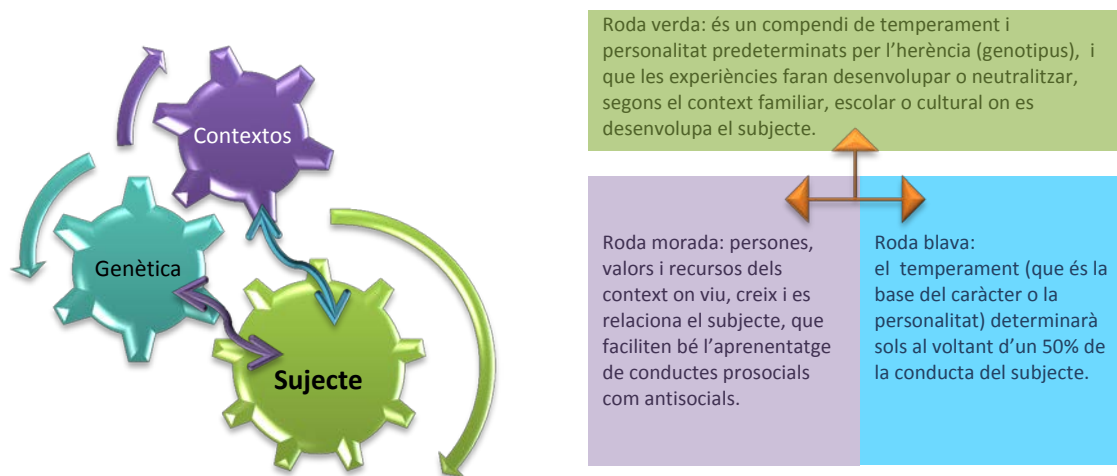 Contextos
Genètica
Sujecte
Roda verda: és un compendi de temperament i
personalitat predeterminats per l'herència (genotipus),  i
que les experiències faran desenvolupar o neutralitzar,
segons el context familiar, escolar o cultural on es
desenvolupa el subjecte.
Roda morada: persones,
valors i recursos dels
context on viu, creix i es
relaciona el subjecte, que
faciliten bé l'aprenentatge
de conductes prosocials
com antisocials.
Roda blava:
el  temperament (que és la
base del caràcter o la
personalitat) determinarà
sols al voltant d'un 50% de
la conducta del subjecte.